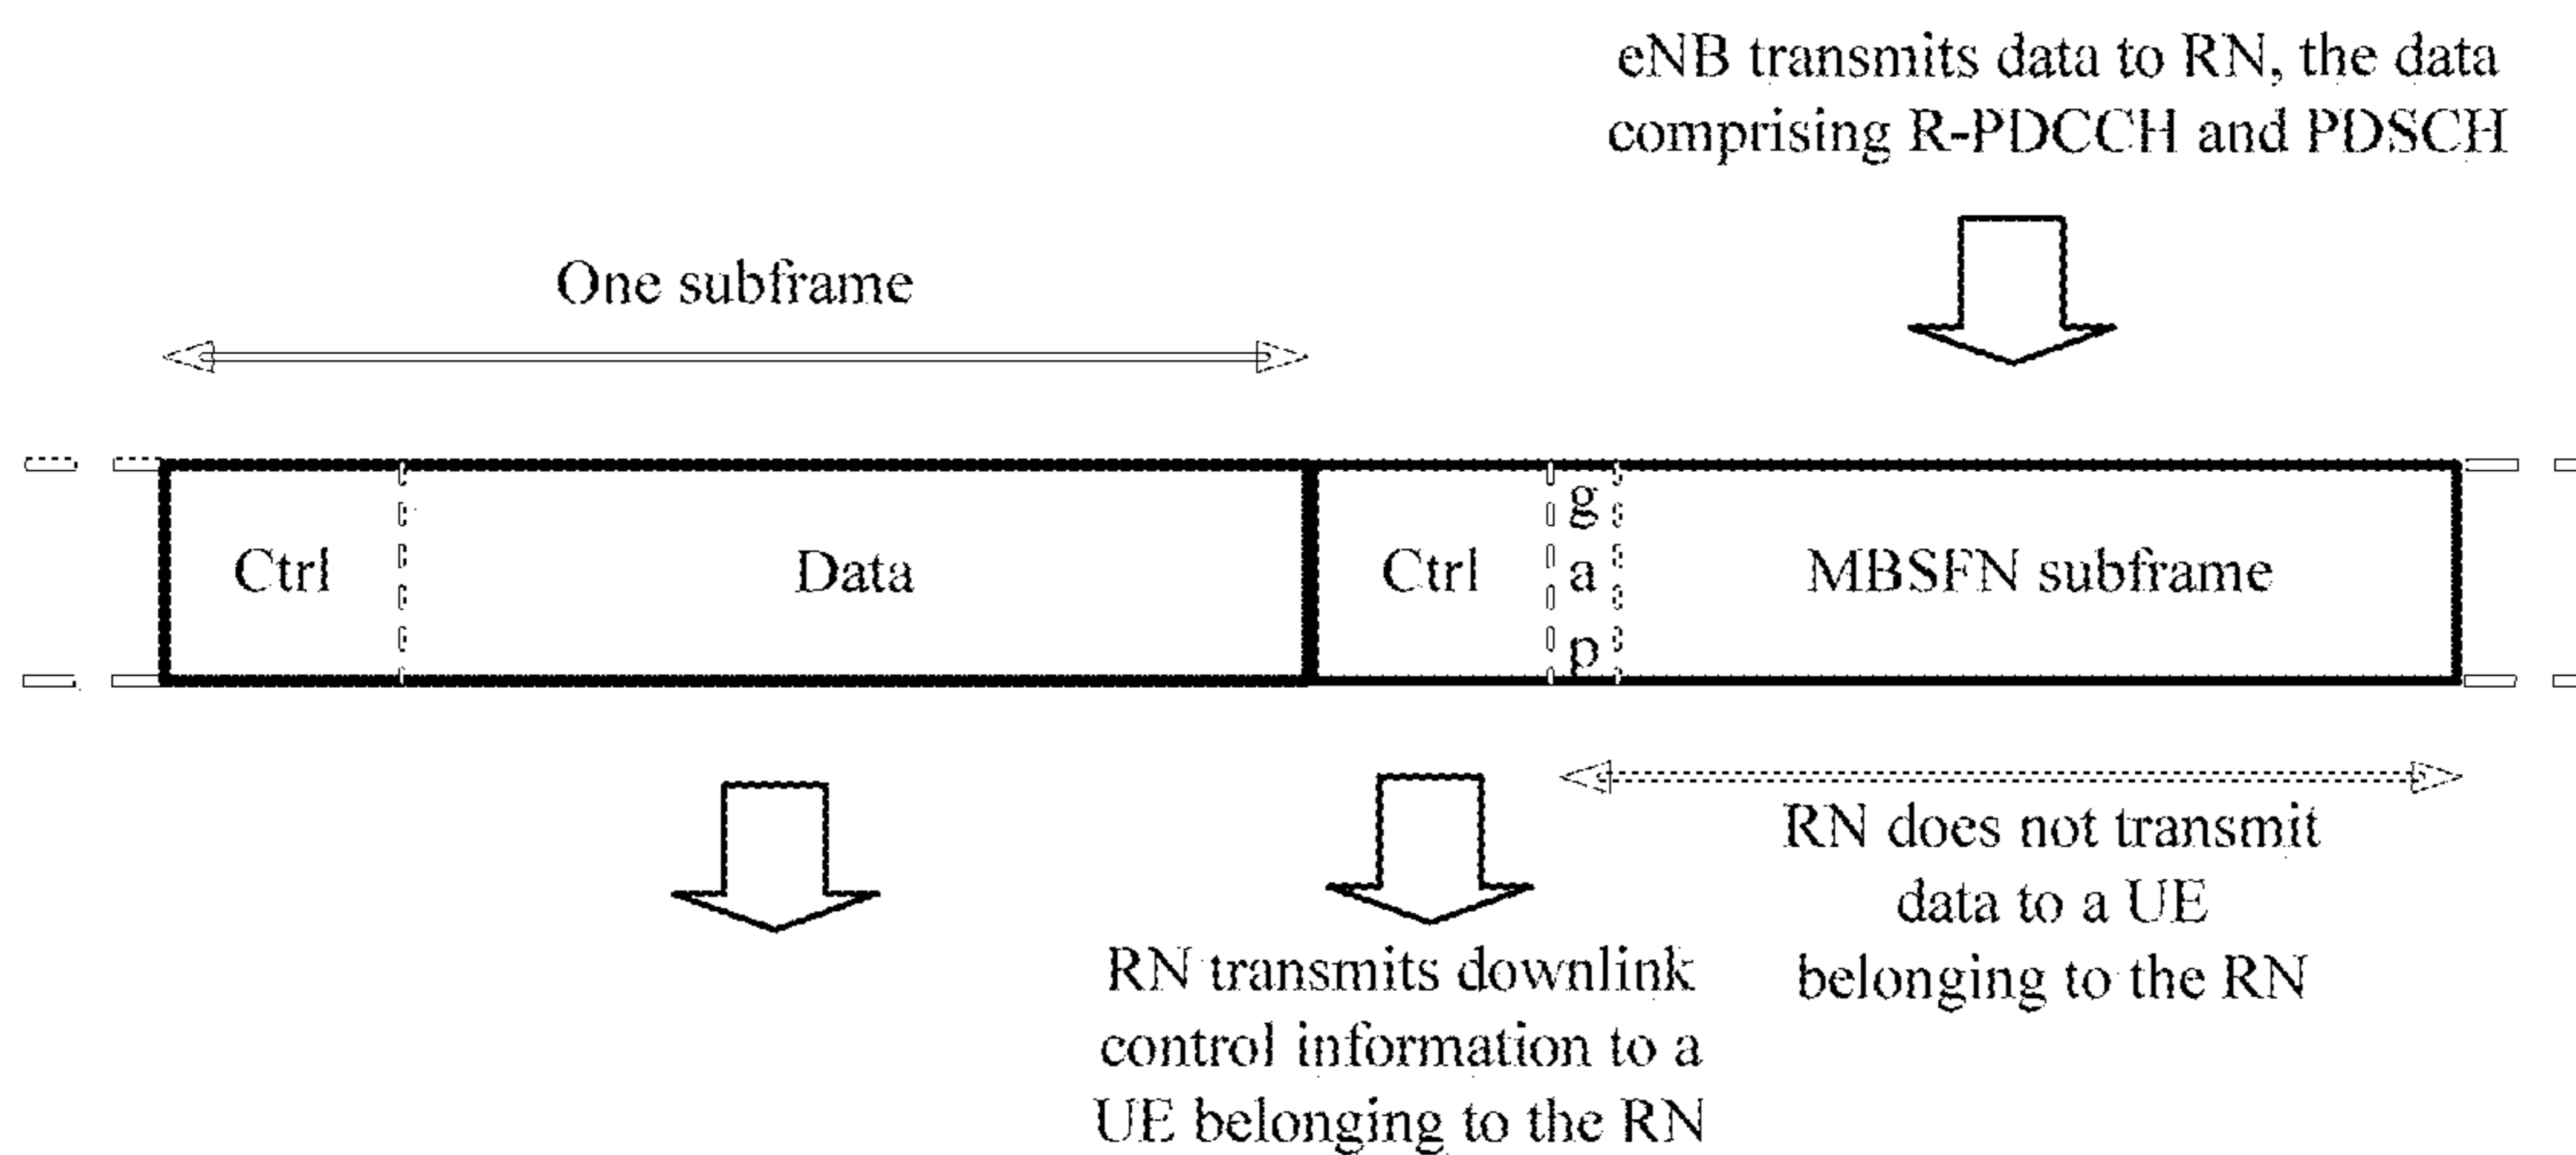 eNB transmits data to RN, the data
comprising R-PDCCH and PDSCH
One subframe
Ctrl
Data
Ctrl
gap
MBSFN subframe
RN does not transmit
data to a UE
belonging to the RN
RN transmits downlink
control information to a
UE belonging to the RN